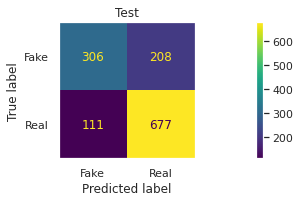 Test
True label
Fake 306 208
Real 111 677
Fake Real
Predicted label
600
500
400
300
200